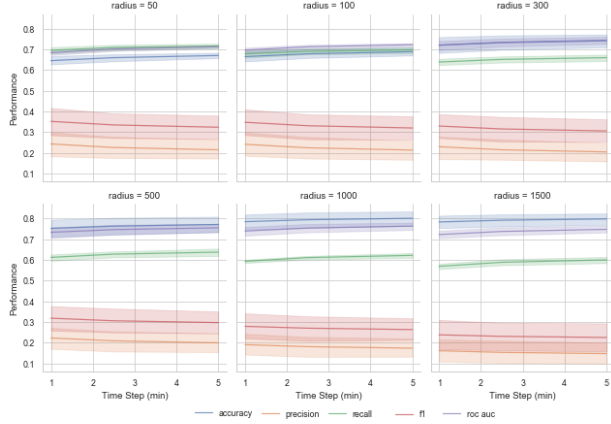 radius = 50
radius = 100
radius = 300
0.8
0.7
0.6
0.5
0.4
0.3
0.2
0.1
Performance
radius = 500
radius = 1000
radius = 1500
0.8
0.7
0.6
0.5
0.4
0.3
0.2
0.1
Performance
1 2 3 4 5
1 2 3 4 5
1 2 3 4 5
Time Step (min)
Time Step (min)
Time Step (min)
accuracy precision recall f1 roc auc